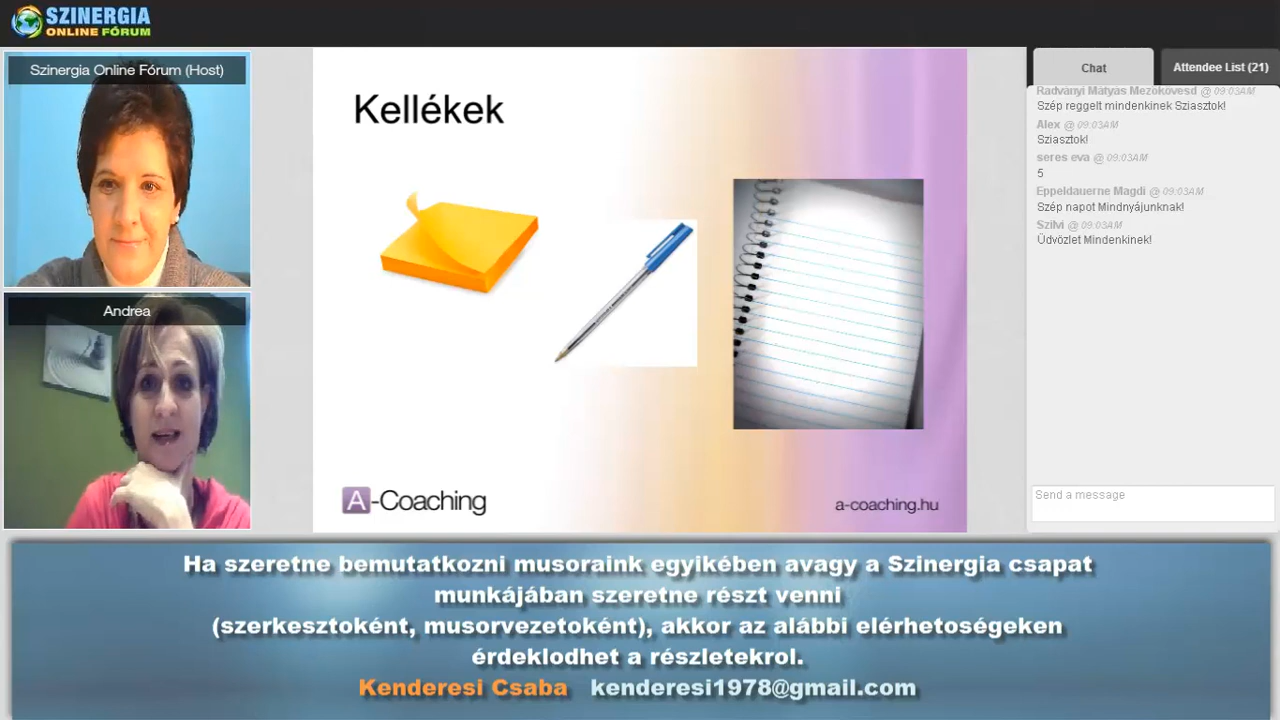 SZINERGIA
ONLINE FÓRUM
Szinergia Online Fórum (Host)
Andrea
Kellékek
A-Coaching
a-coaching.hu
Chat
Attendee List (21)
Radványi Mátyás Mezőkövesd @ 09:03AM
Szép reggelt mindenkinek Sziasztok!
Alex @ 09:03AM
Sziasztok!
seres eva @ 09:03AM
5
Eppeldauerne Magdi @ 09:03AM
Szép napot Mindnyájunknak!
Szilvi @ 09:03AM
Üdvözlet Mindenkinek!
Send a message
Ha szeretne bemutatkozni musoraink egyikében avagy a Szinergia csapat
munkájában szeretne részt venni
(szerkesztoként, musorvezetoként), akkor az alábbi elérhetoségeken
érdeklodhet a részletekrol.
Kenderesi Csaba kenderesi1978@gmail.com